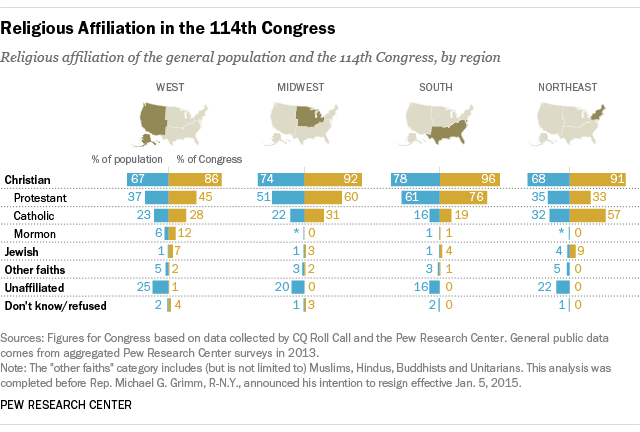 Religious Affiliation in the 114th Congress
Religious affiliation of the general population and the 114th Congress, by region
WEST MIDWEST SOUTH NORTHEAST
% of population % of Congress
Christian 67 86 74 92 78 96 68 91
Protestant 37 45 51 60 61 76 35 33
Catholic 23 28 22 31 16 19 32 57
Mormon 6 12 * 0 1 1 * 0
Jewish 1 7 1 3 1 4 4 9
Other faiths 5 2 3 2 3 1 5 0
Unaffiliated 25 1 20 0 16 0 22 0
Don't know/refused 2 4 1 3 2 0 1 0
Sources: Figures for Congress based on data collected by CQ Roll Call and the Pew Research Center. General public data
comes from aggregated Pew Research Center surveys in 2013.
Note: The "other faiths" category includes (but is not limited to) Muslims, Hindus, Buddhists and Unitarians. This analysis was
completed before Rep. Michael G. Grimm, R-N.Y., announced his intention to resign effective Jan. 5, 2015.
PEW RESEARCH CENTER